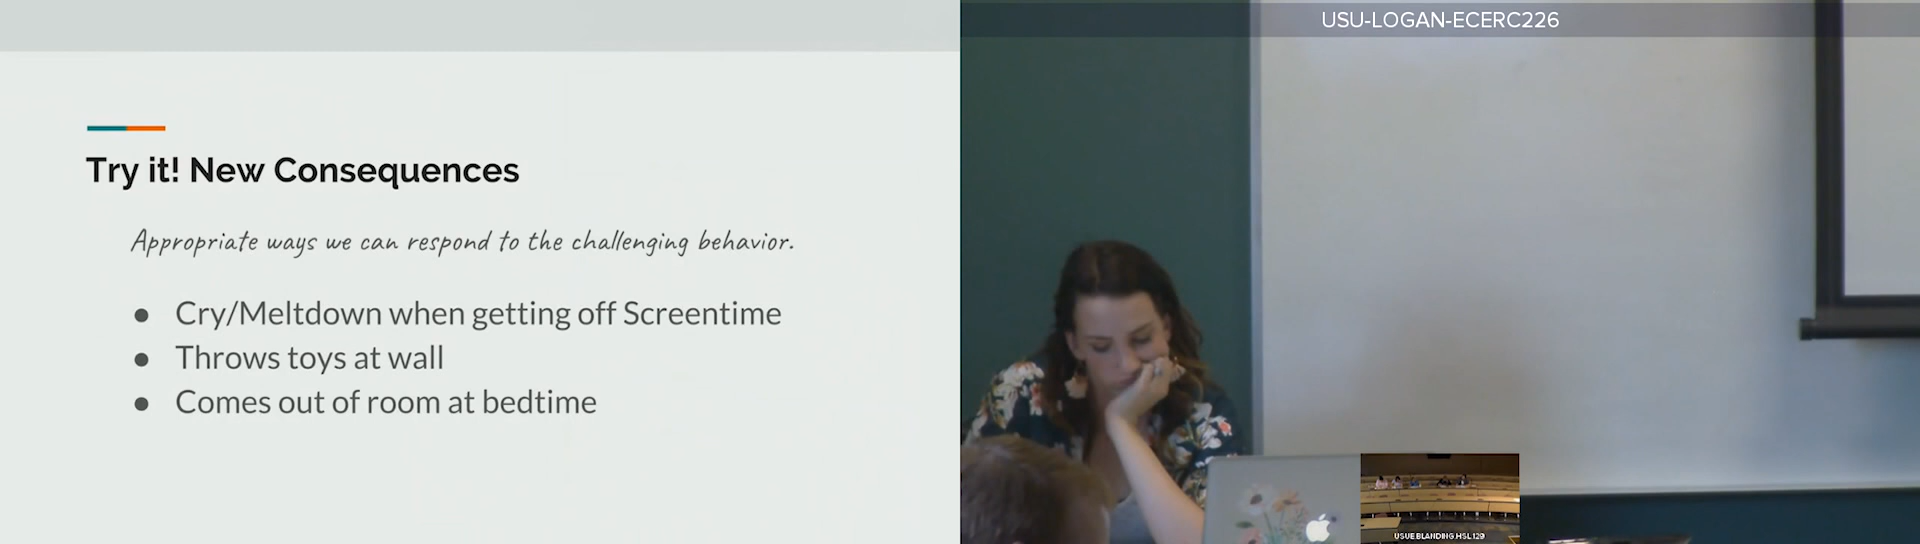 USU-LOGAN-ECERC226
Try it! New Consequences
Appropriate ways we can respond to the challenging behavior.
● Cry/Meltdown when getting off Screentime
● Throws toys at wall
● Comes out of room at bedtime
USUE.BLANDING.HSL.129